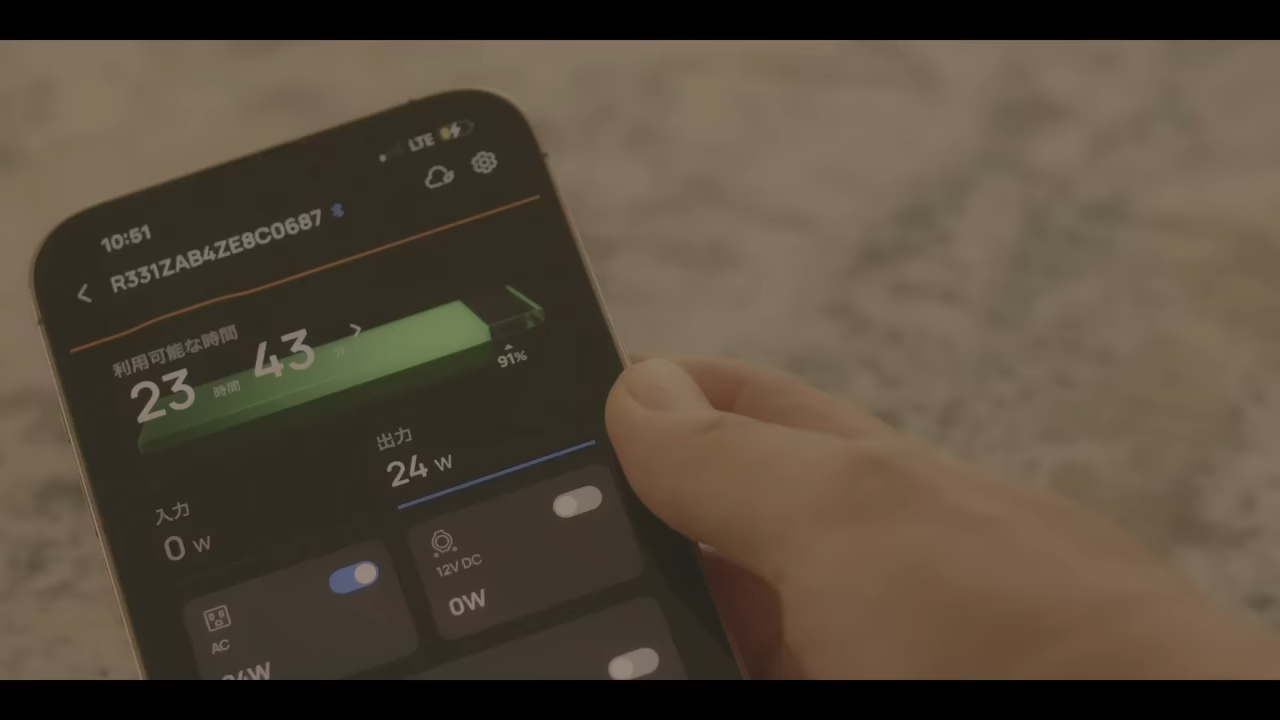 LTE
10:51
R331ZAB4ZE8C0687
利用可能な時間
23 時間 43 分
91%
出力
24 W
入力
0 W
12V DC
0W
AC